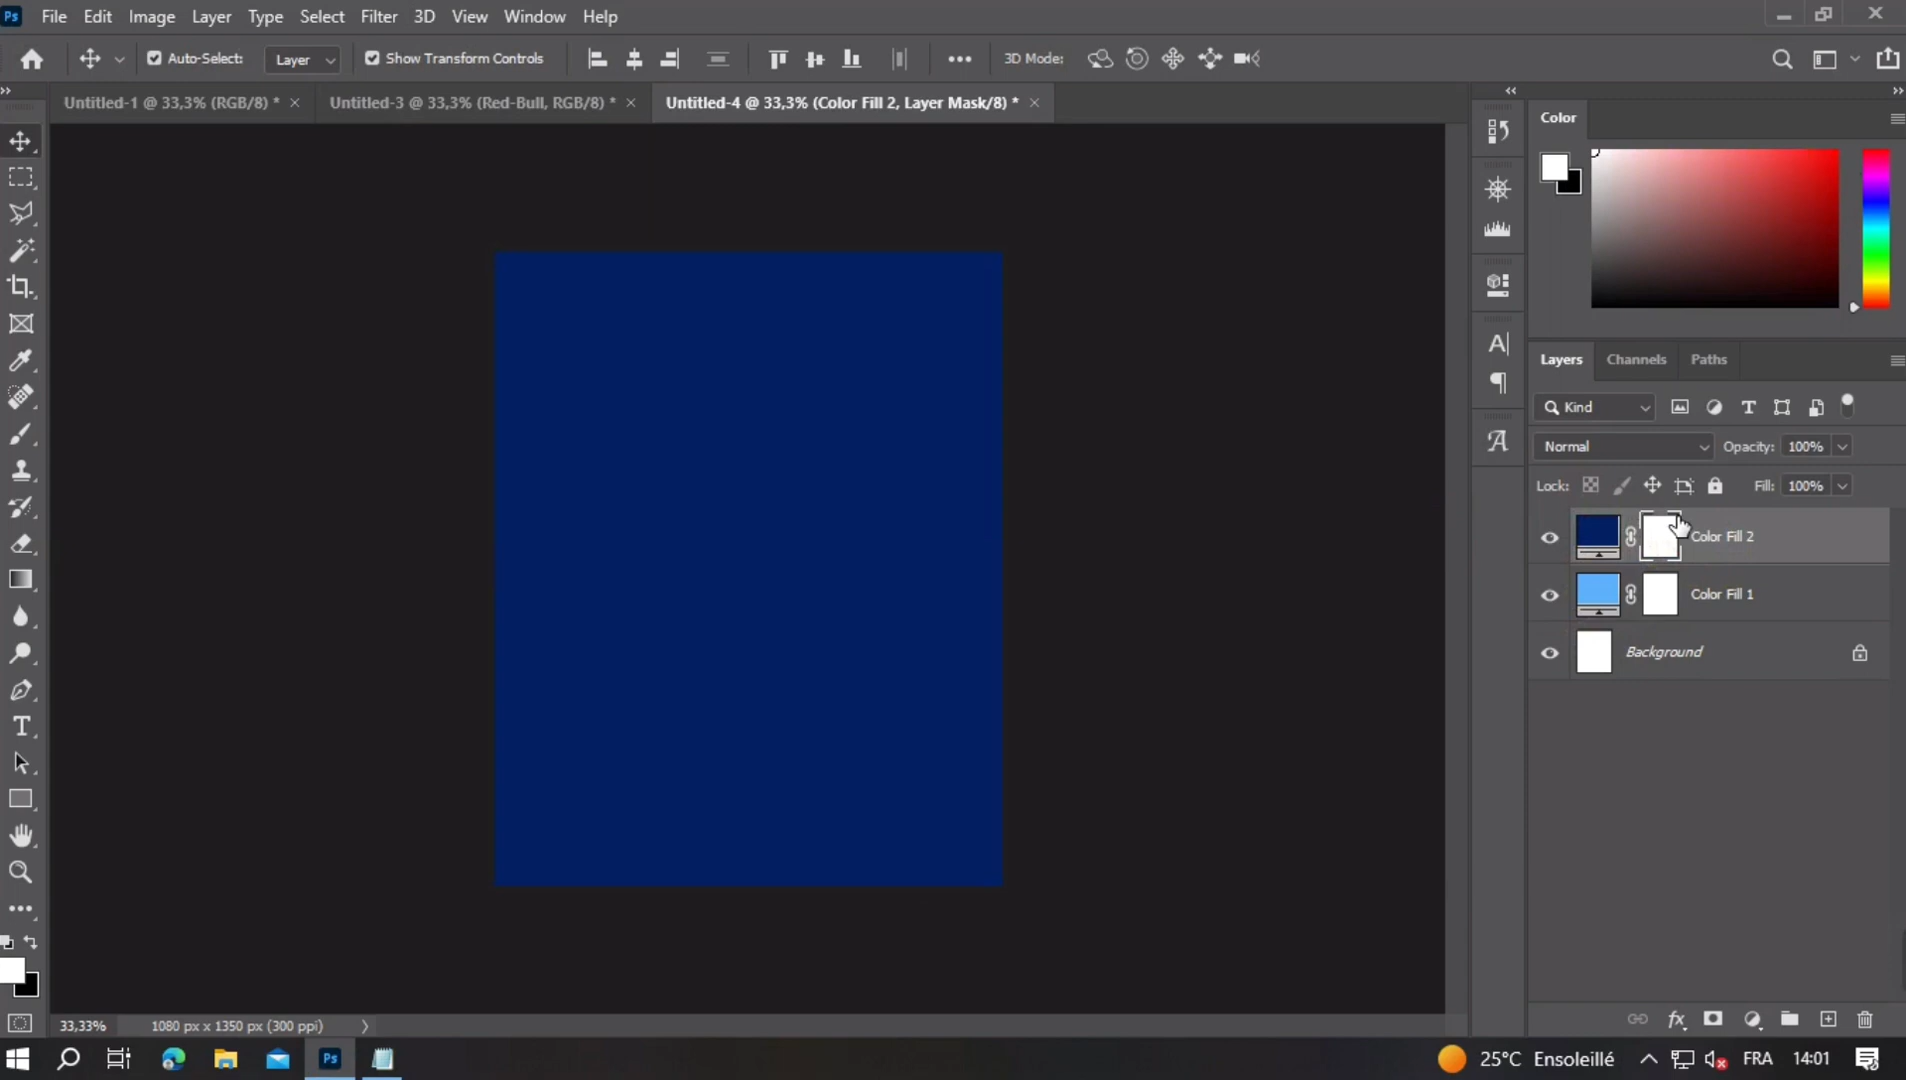 Ps File Edit Image Layer Type Select Filter 3D View Window Help
Auto-Select: Layer Show Transform Controls 3D Mode:
Untitled-1 @ 33,3% (RGB/8) * Untitled-3 @ 33,3% (Red-Bull, RGB/8) * Untitled-4 @ 33,3% (Color Fill 2, Layer Mask/8) *
Color
Layers Channels Paths
Kind
Normal Opacity: 100%
Lock: Fill: 100%
Color Fill 2
Color Fill 1
Background
33,33% 1080 px x 1350 px (300 ppi)
Ps 25°C Ensoleillé FRA 14:01